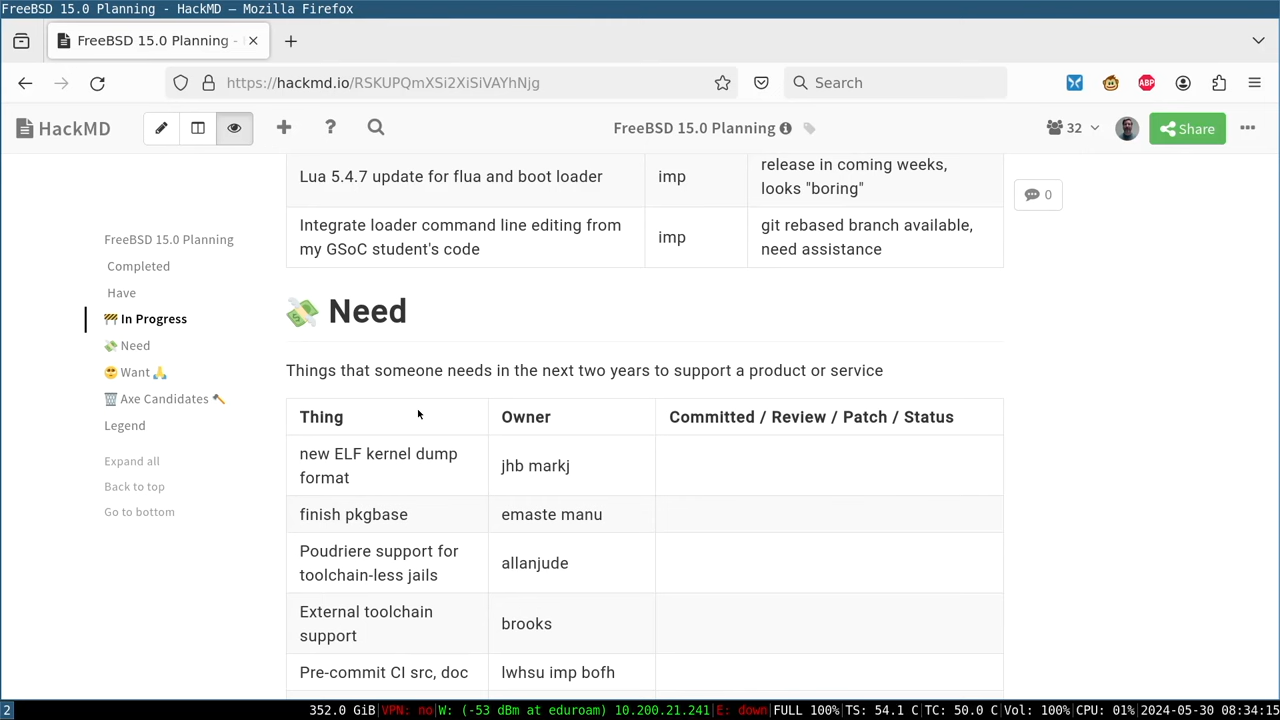 FreeBSD 15.0 Planning - HackMD — Mozilla Firefox
FreeBSD 15.0 Planning -
https://hackmd.io/RSKUPOmXSi2XiSiVAYhNjg
Search
ABP
HackMD
FreeBSD 15.0 Planning
32
Share
release in coming weeks,
Lua 5.4.7 update for flua and boot loader
imp
looks "boring"
0
Integrate loader command line editing from
my GSoC student's code
imp
git rebased branch available,
need assistance
FreeBSD 15.0 Planning
Completed
Have
🚧 In Progress
💸 Need
🥺 Want 🙏
🗑️ Axe Candidates 🪓
Legend
Expand all
Back to top
Go to bottom
💸 Need
Things that someone needs in the next two years to support a product or service
Thing Owner Committed / Review / Patch / Status
new ELF kernel dump
format
jhb markj
finish pkgbase emaste manu
Poudriere support for
toolchain-less jails
allanjude
External toolchain
support
brooks
Pre-commit CI src, doc lwhsu imp bofh
2
352.0 GiB|VPN: no|W: (-53 dBm at eduroam) 10.200.21.241|E: down|FULL 100%|TS: 54.1 C|TC: 50.0 C|Vol: 100%|CPU: 01%|2024-05-30 08:34:15